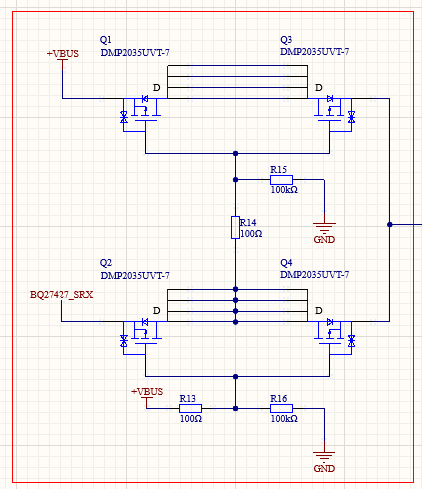 Q1
DMP2035UVT-7
Q3
DMP2035UVT-7
+VBUS
D
D
R15
100kΩ
R14
100Ω
GND
Q2
DMP2035UVT-7
Q4
DMP2035UVT-7
BQ27427_SRX
D
D
+VBUS
R13
100Ω
R16
100kΩ
GND